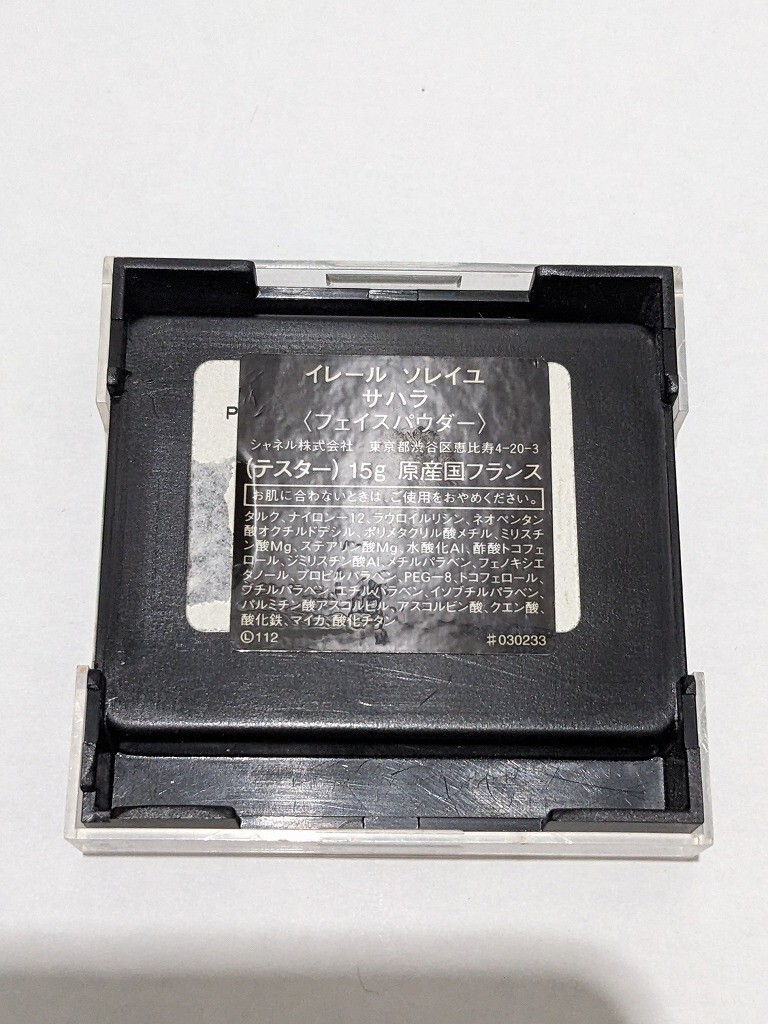 P
イレール ソレイユ
サハラ
〈フェイスパウダー〉
シャネル株式会社 東京都渋谷区恵比寿4-20-3
(テスター) 15g 原産国フランス
お肌に合わないときは、ご使用をおやめください。
タルク、ナイロン-12、ラウロイルリシン、ネオペンタン
酸オクチルドデシル、ポリメタクリル酸メチル、ミリスチ
ン酸Mg、ステアリン酸Mg、水酸化Al、酢酸トコフェ
ロール、ジミリスチン酸Al、メチルパラベン、フェノキシエ
タノール、プロピルパラベン、PEG-8、トコフェロール、
ブチルパラベン、エチルパラベン、イソブチルパラベン、
パルミチン酸アスコルビル、アスコルビン酸、クエン酸、
酸化鉄、マイカ、酸化チタン
Ⓛ112 #030233